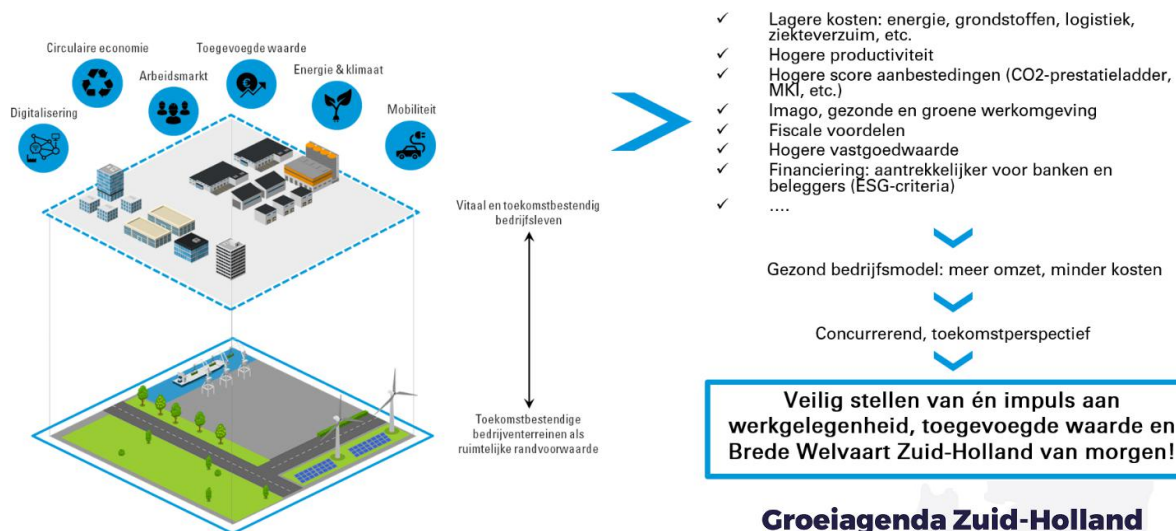 Circulaire economie
Toegevoegde waarde
Arbeidsmarkt
Energie & klimaat
Digitalisering
Mobiliteit
Vitaal en toekomstbestendig
bedrijfsleven
Toekomstbestendige
bedrijventerreinen als
ruimtelijke randvoorwaarde
✓ Lagere kosten: energie, grondstoffen, logistiek,
ziekteverzuim, etc.
✓ Hogere productiviteit
✓ Hogere score aanbestedingen (CO2-prestatieladder,
MKI, etc.)
✓ Imago, gezonde en groene werkomgeving
✓ Fiscale voordelen
✓ Hogere vastgoedwaarde
✓ Financiering: aantrekkelijker voor banken en
beleggers (ESG-criteria)
✓ ....
Gezond bedrijfsmodel: meer omzet, minder kosten
Concurrerend, toekomstperspectief
Veilig stellen van én impuls aan
werkgelegenheid, toegevoegde waarde en
Brede Welvaart Zuid-Holland van morgen!
Groeiagenda Zuid-Holland